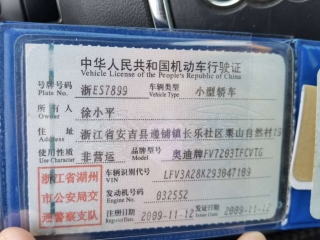 中华人民共和国机动车行驶证
Vehicle License of the People's Republic of China
号牌号码 浙ES7899 车辆类型 小型轿车
Plate No. Vehicle Type
所有人 徐小平
Owner
住址 浙江省安吉县递铺镇长乐社区栗山自然村19
Address
使用性质 非营运 品牌型号 奥迪牌FV7203TFCVTG
Use Character Model
浙江省湖州 车辆识别代号 LFV3A28K293047189
VIN
市公安局交 发动机号码 032552
Engine No.
通警察支队 注册日期 2009-11-12 发证日期 2009-11-12